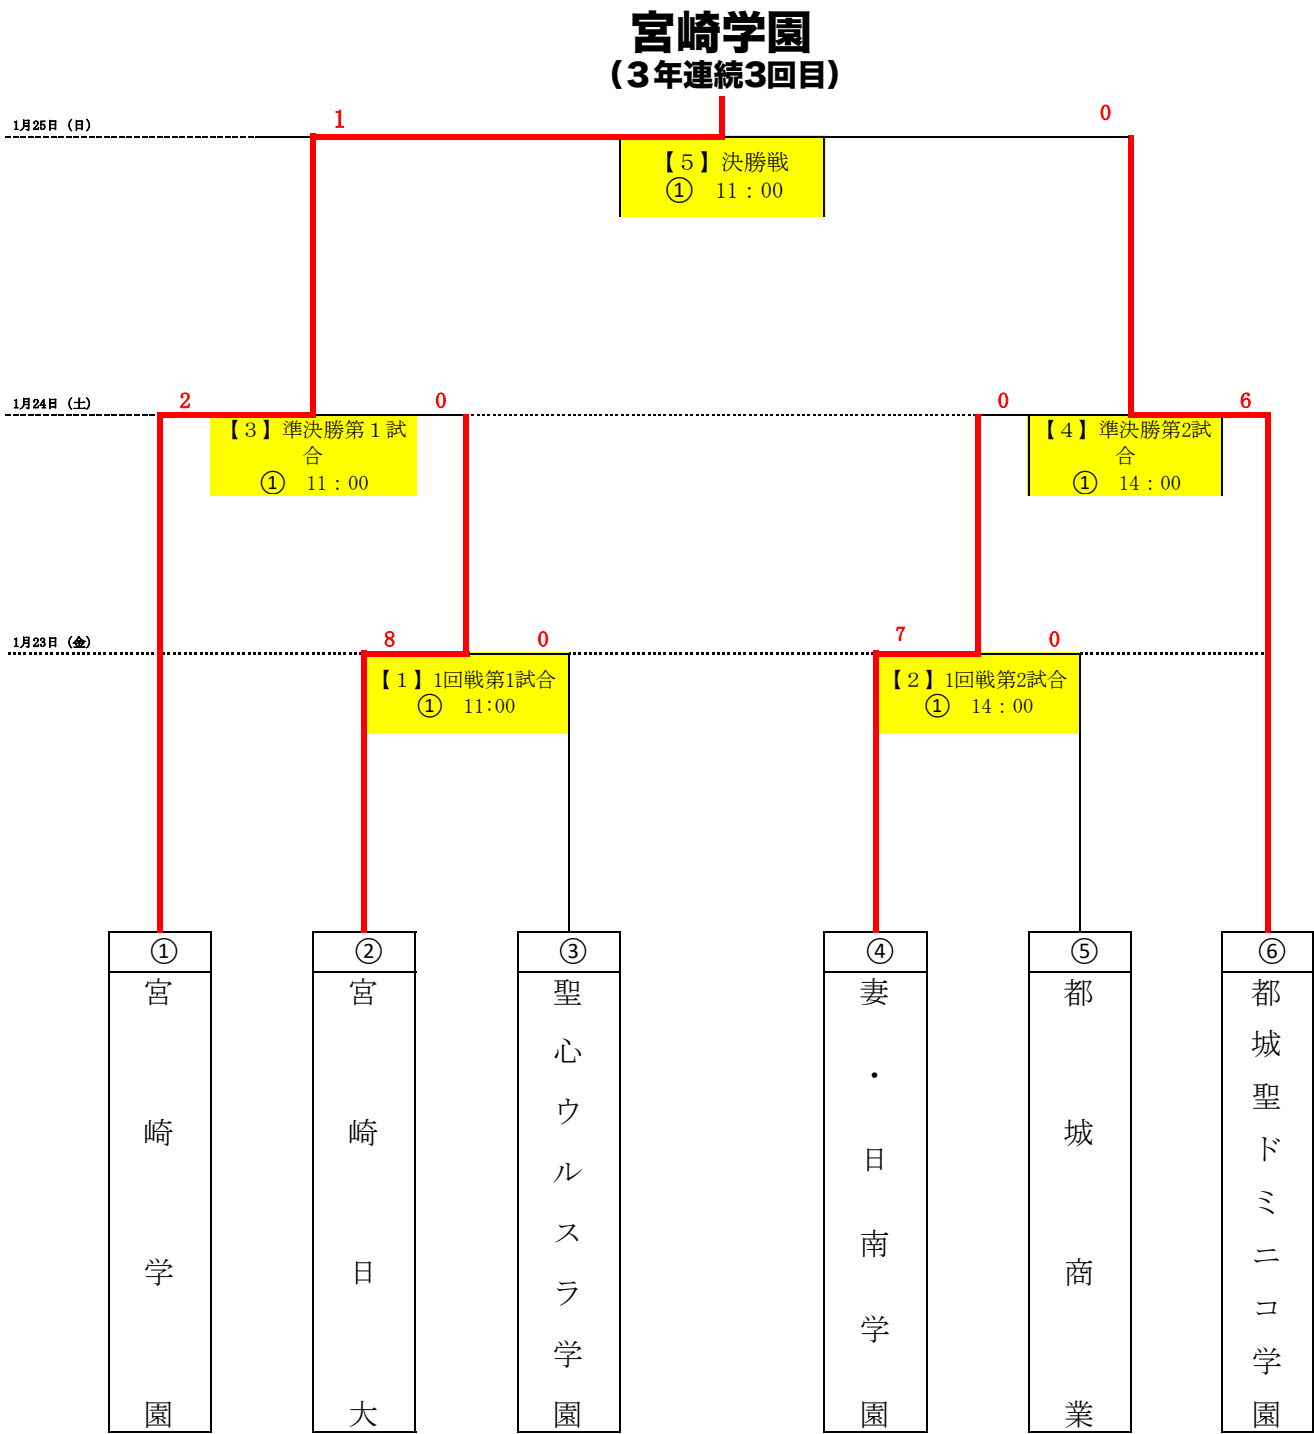 宮崎学園
(3年連続3回目)
1月25日 (日)
1
0
【５】決勝戦
① 11：00
1月24日 (土)
2
0
0
6
【３】準決勝第１試
合
① 11：00
【４】準決勝第2試
合
① 14：00
1月23日 (金)
8
0
7
0
【１】1回戦第1試合
① 11:00
【２】1回戦第2試合
① 14：00
①
宮崎学園
②
宮崎日大
③
聖心ウルスラ学園
④
妻・日南学園
⑤
都城商業
⑥
都城聖ドミニコ学園